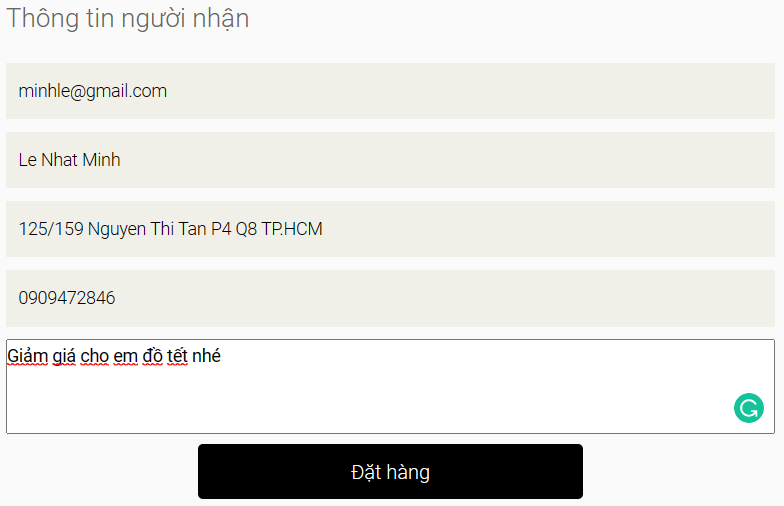 Thông tin người nhận
minhle@gmail.com
Le Nhat Minh
125/159 Nguyen Thi Tan P4 Q8 TP.HCM
0909472846
Giảm giá cho em đồ tết nhé
Đặt hàng